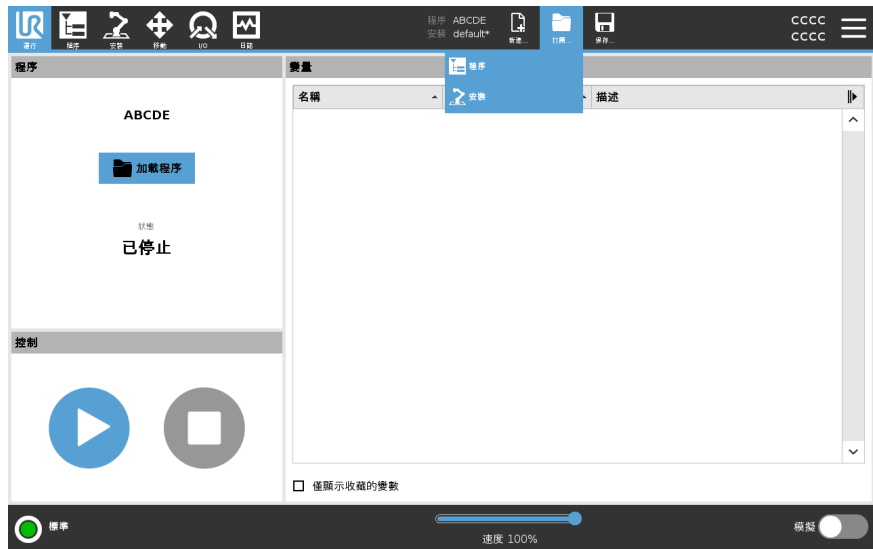 UR
運行
程序
安裝
移動
I/O
日誌
程序 ABCDE
安裝 default*
新建...
打開...
保存...
CCCC
CCCC
程序
ABCDE
加載程序
狀態
已停止
控制
變量
程序
安裝
名稱
描述
僅顯示收藏的變數
標準
速度 100%
模擬